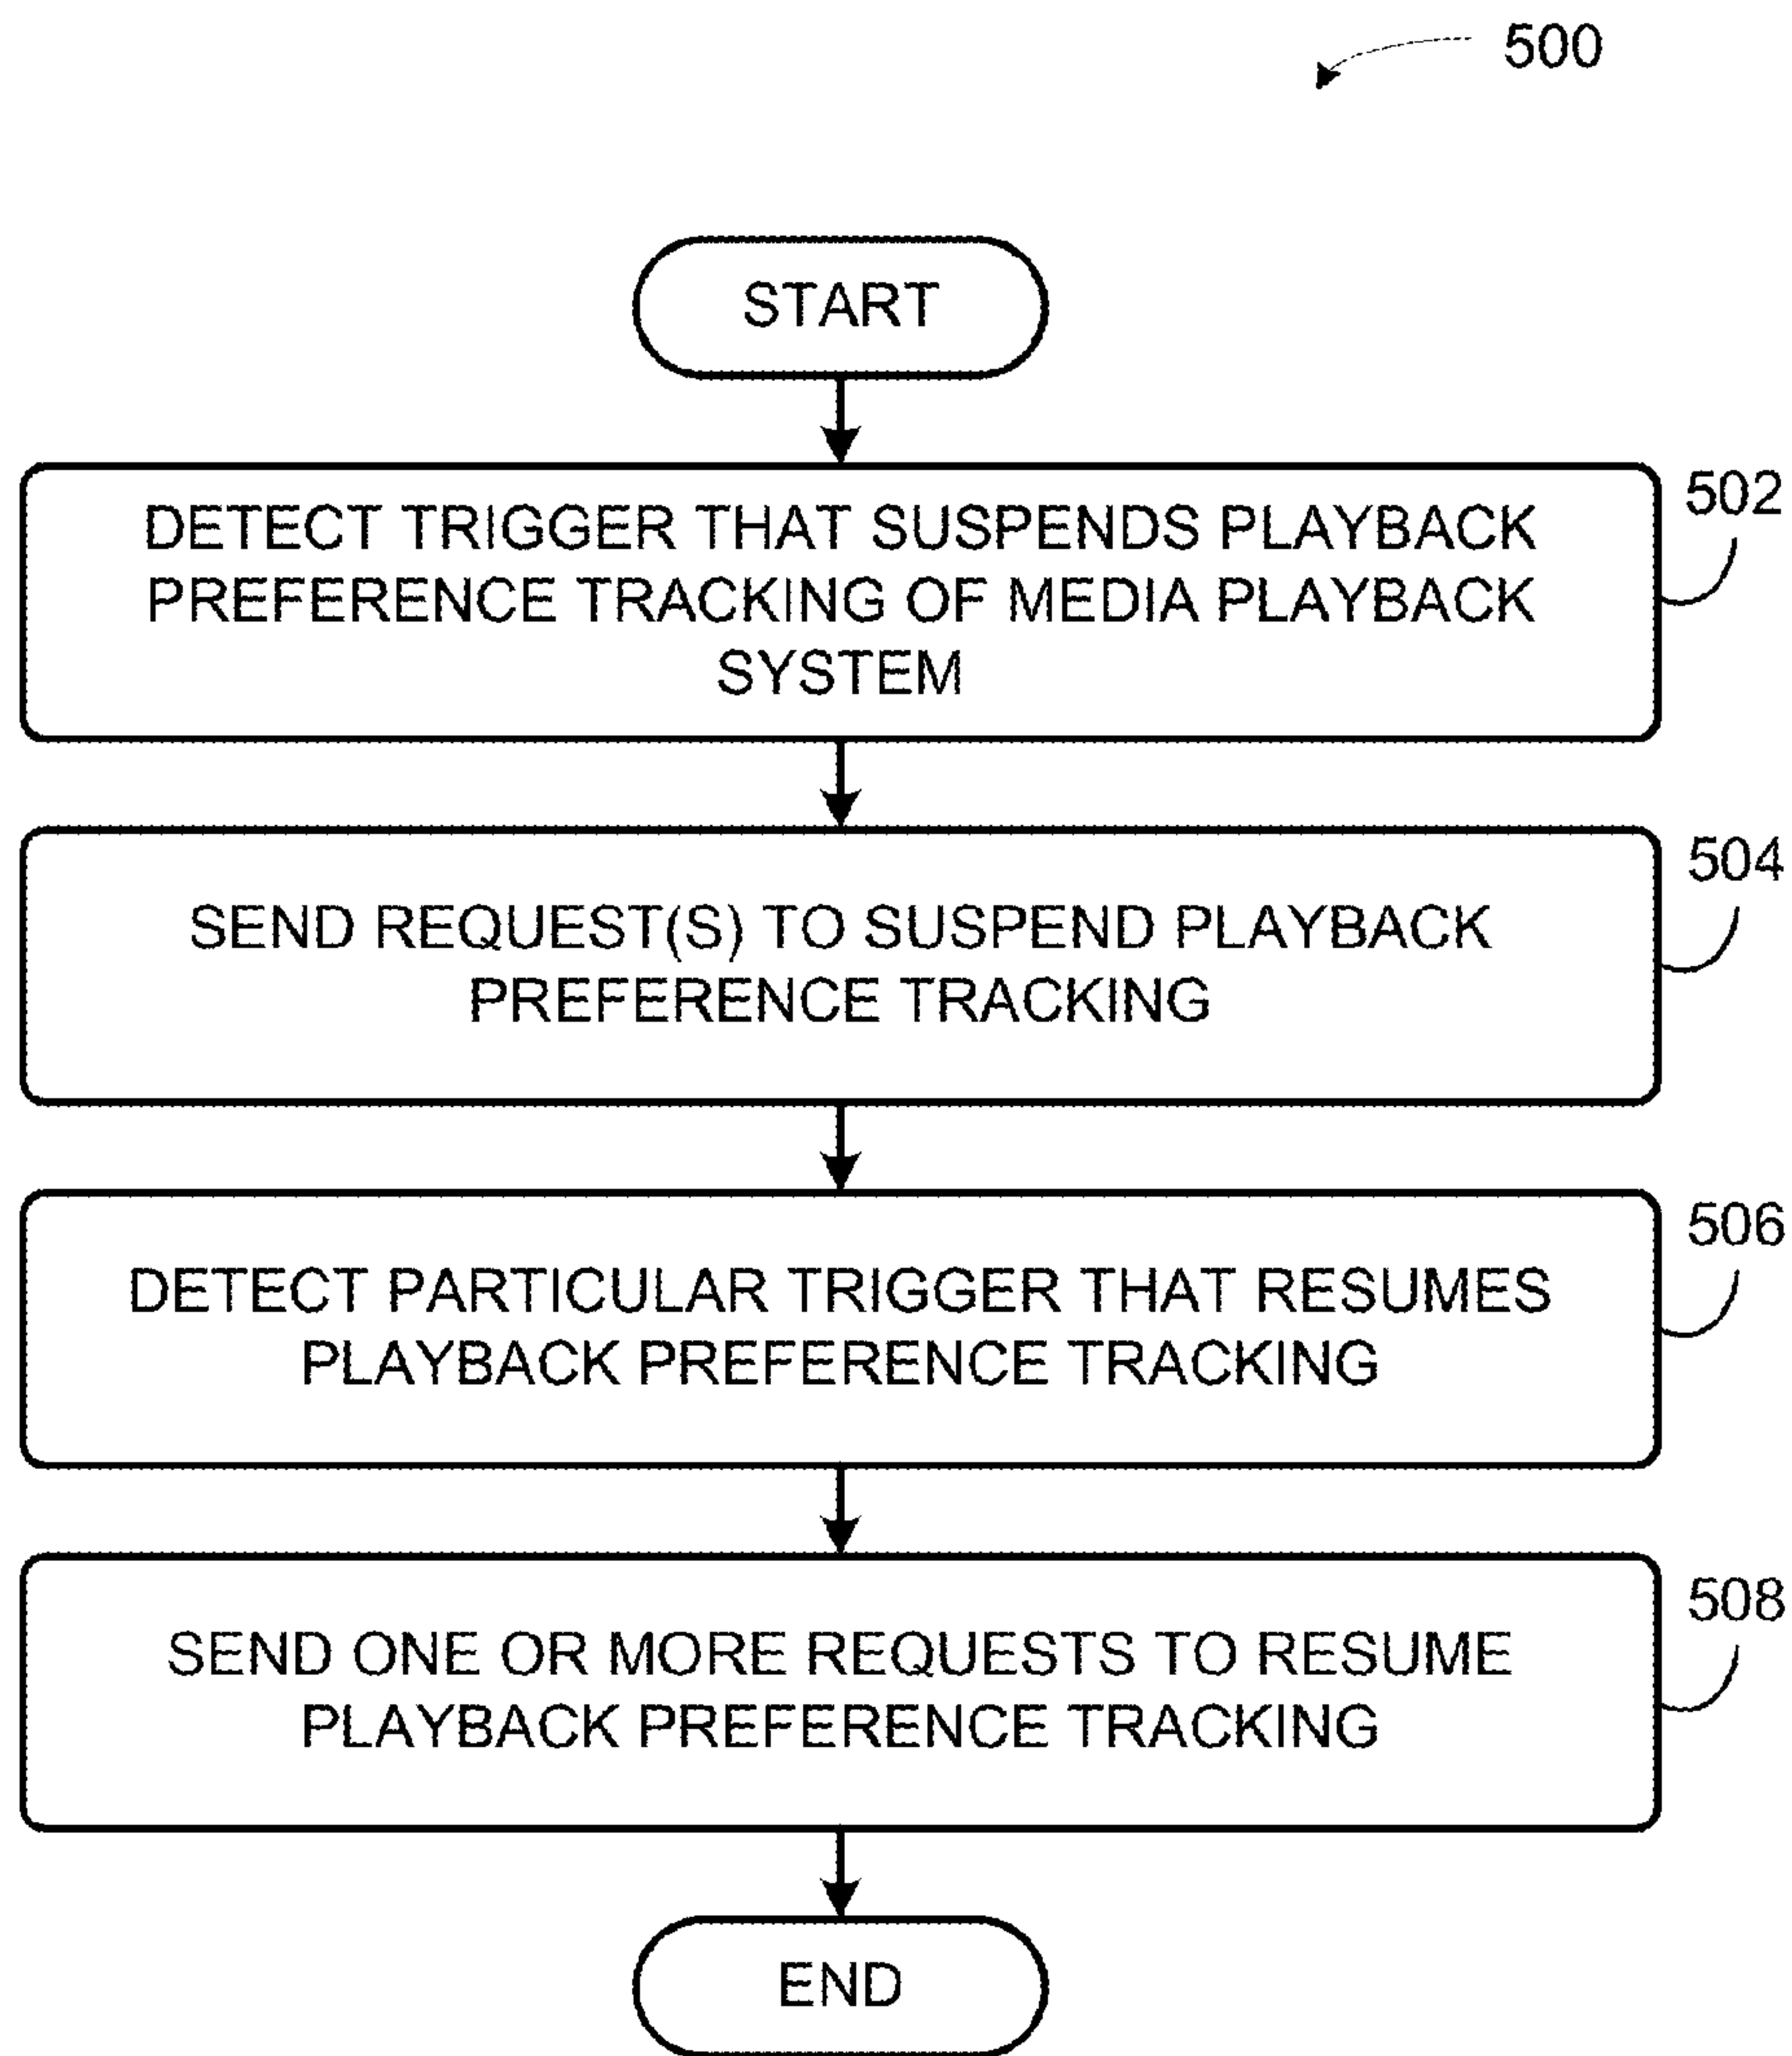 500
START
502
DETECT TRIGGER THAT SUSPENDS PLAYBACK
PREFERENCE TRACKING OF MEDIA PLAYBACK
SYSTEM
504
SEND REQUEST(S) TO SUSPEND PLAYBACK
PREFERENCE TRACKING
506
DETECT PARTICULAR TRIGGER THAT RESUMES
PLAYBACK PREFERENCE TRACKING
508
SEND ONE OR MORE REQUESTS TO RESUME
PLAYBACK PREFERENCE TRACKING
END